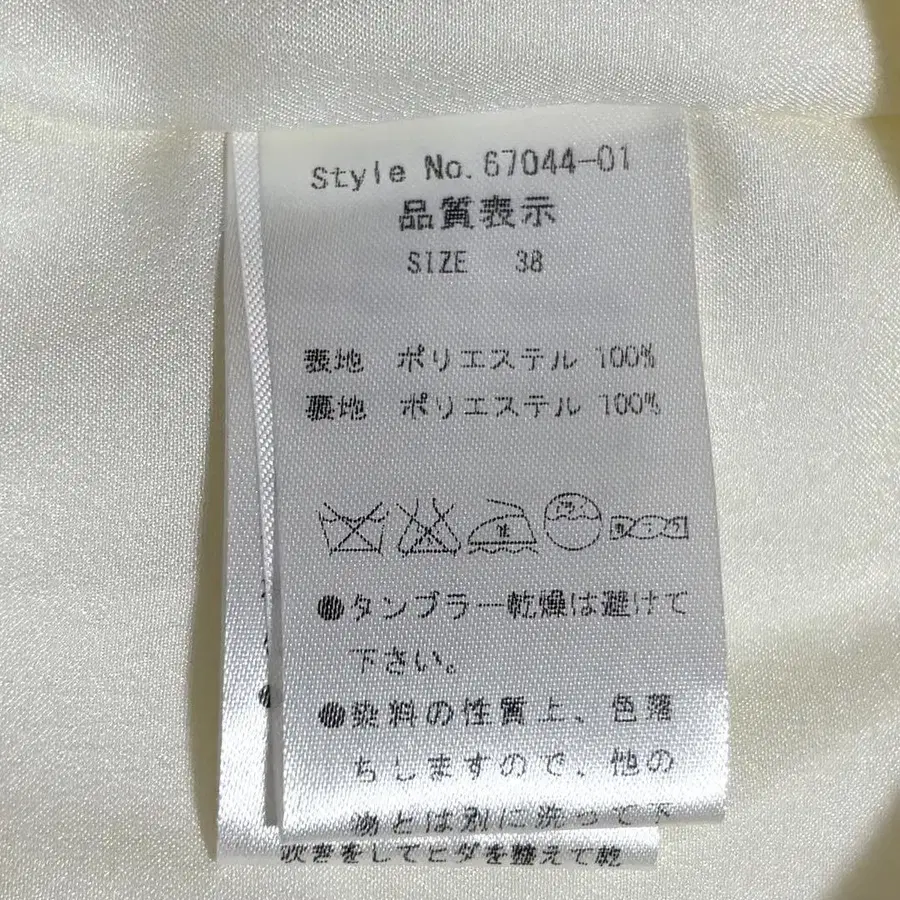 Style No.67044-01
品質表示
SIZE 38
表地 ポリエステル 100%
裏地 ポリエステル 100%
●タンブラー乾燥は避けて
下さい。
●染料の性質上、色落
ちしますので、他の
物とは別に洗って下
吹きをしてヒダを整えて乾